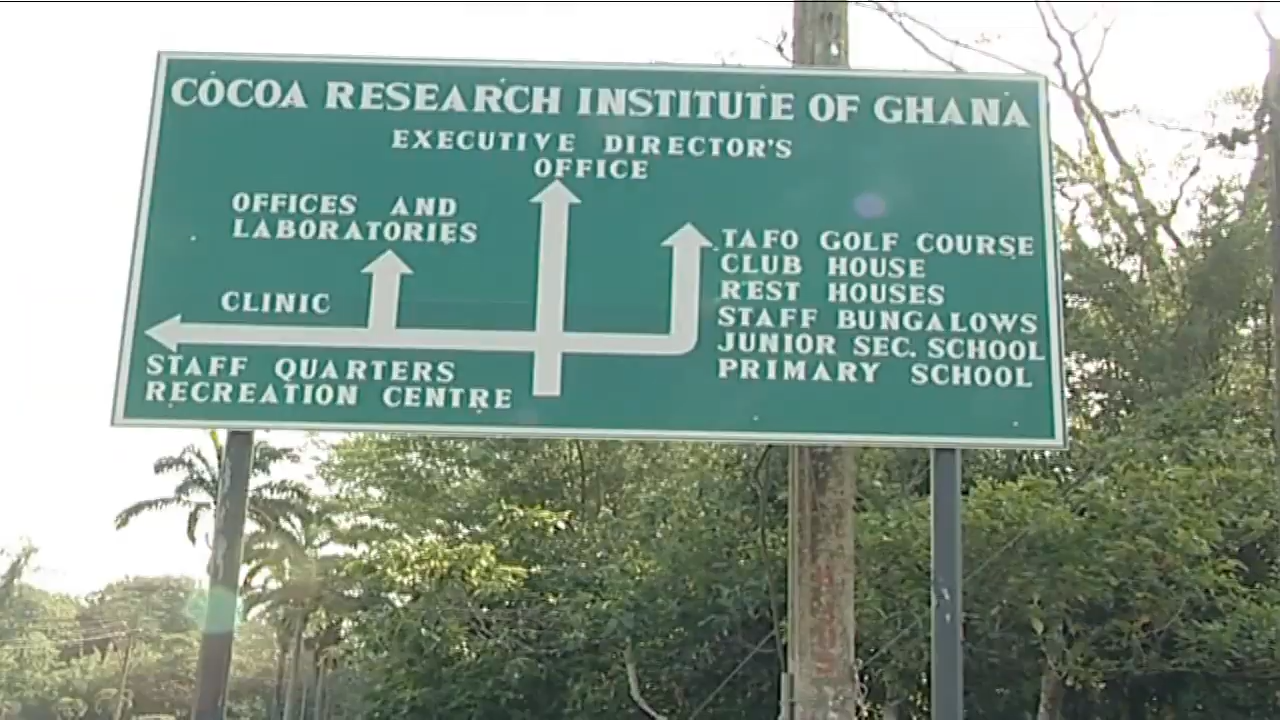 COCOA RESEARCH INSTITUTE OF GHANA
EXECUTIVE DIRECTOR'S
OFFICE
OFFICES AND
LABORATORIES
CLINIC
STAFF QUARTERS
RECREATION CENTRE
TAFO GOLF COURSE
CLUB HOUSE
REST HOUSES
STAFF BUNGALOWS
JUNIOR SEC. SCHOOL
PRIMARY SCHOOL